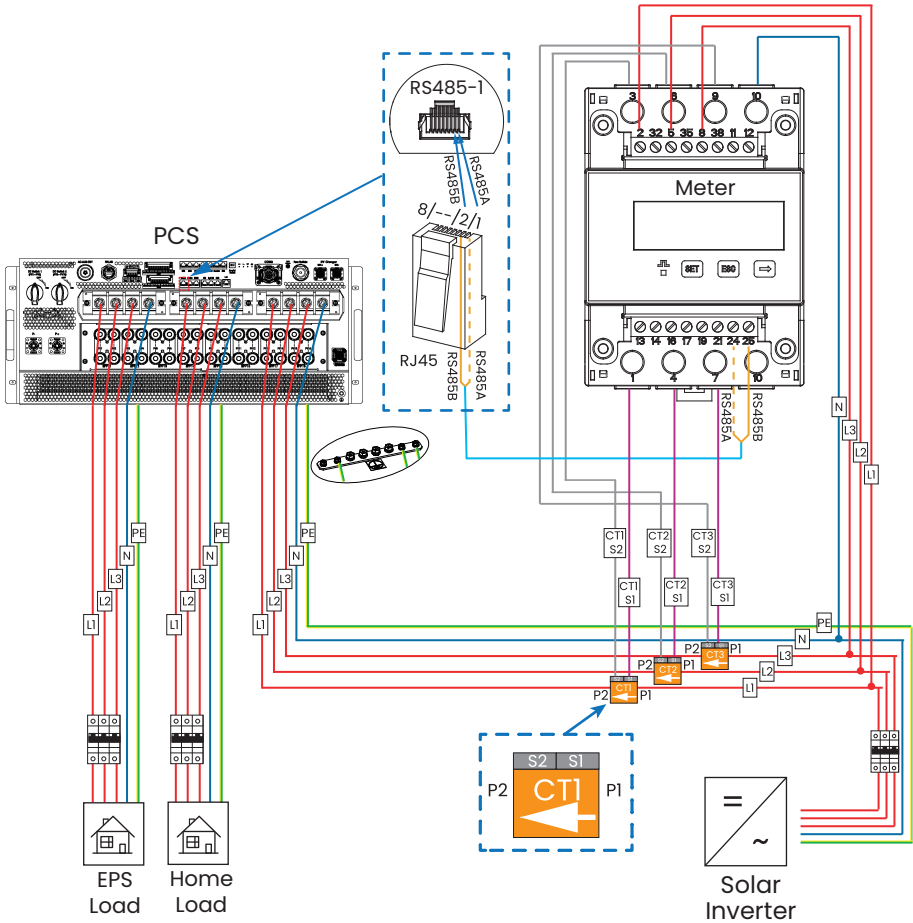 RS485-1
RS485B
RS485A
8/--/2/1
RJ45
RS485B
RS485A
PCS
3
6
9
10
2
32
5
35
8
38
11
12
Meter
SET
ESC
13
14
16
17
19
21
24
25
1
4
7
10
RS485A
RS485B
N
L3
L2
L1
CT1
S2
CT2
S2
CT3
S2
CT1
S1
CT2
S1
CT3
S1
PE
N
L3
L2
L1
PE
N
L3
L2
L1
PE
N
L3
L2
L1
PE
N
L3
L2
L1
P2
CT3
P1
P2
CT2
P1
P2
CT1
P1
S2
S1
P2
CT1
P1
EPS
Load
Home
Load
Solar
Inverter